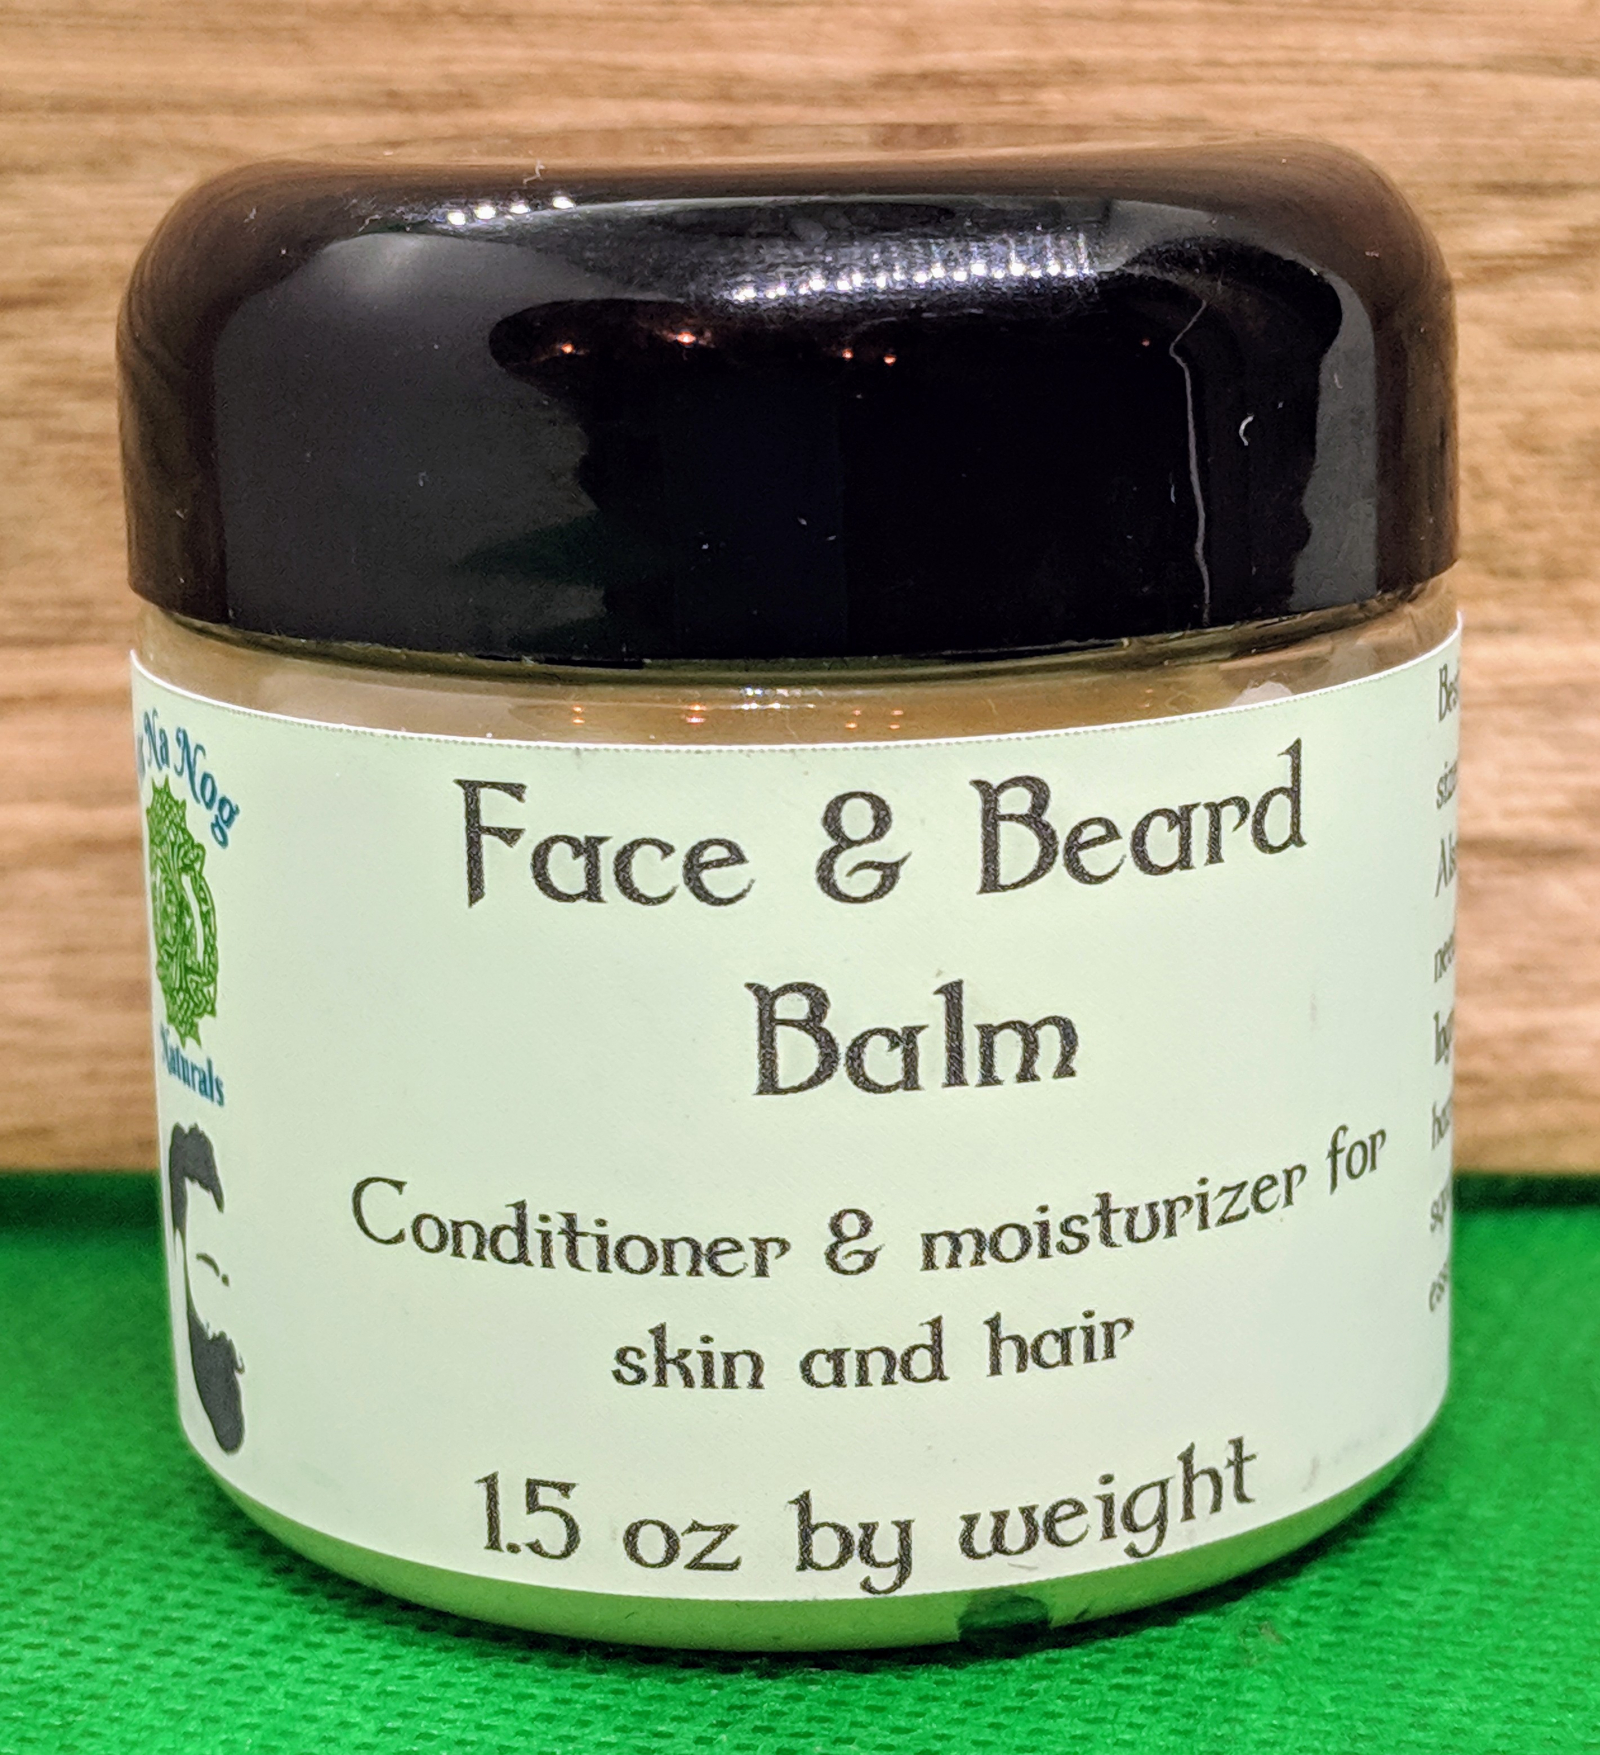 Na Nog
Naturals
Face & Beard
Balm
Conditioner & moisturizer for
skin and hair
1.5 oz by weight